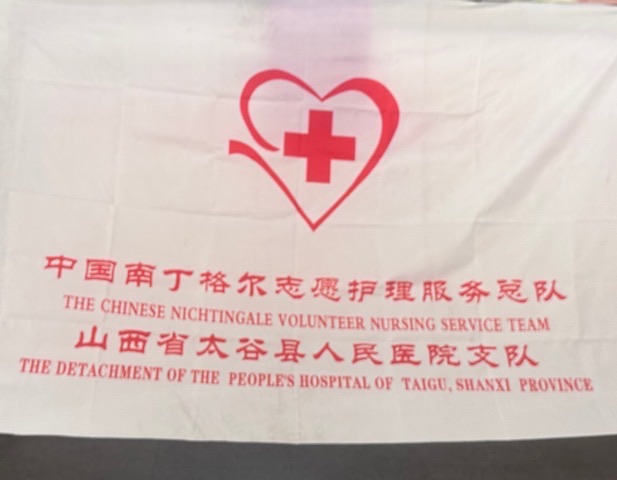 中国南丁格尔志愿护理服务总队
THE CHINESE NICHTINGALE VOLUNTEER NURSING SERVICE TEAM
山西省太谷县人民医院支队
THE DETACHMENT OF THE PEOPLE'S HOSPITAL OF TAIGU, SHANXI PROVINCE